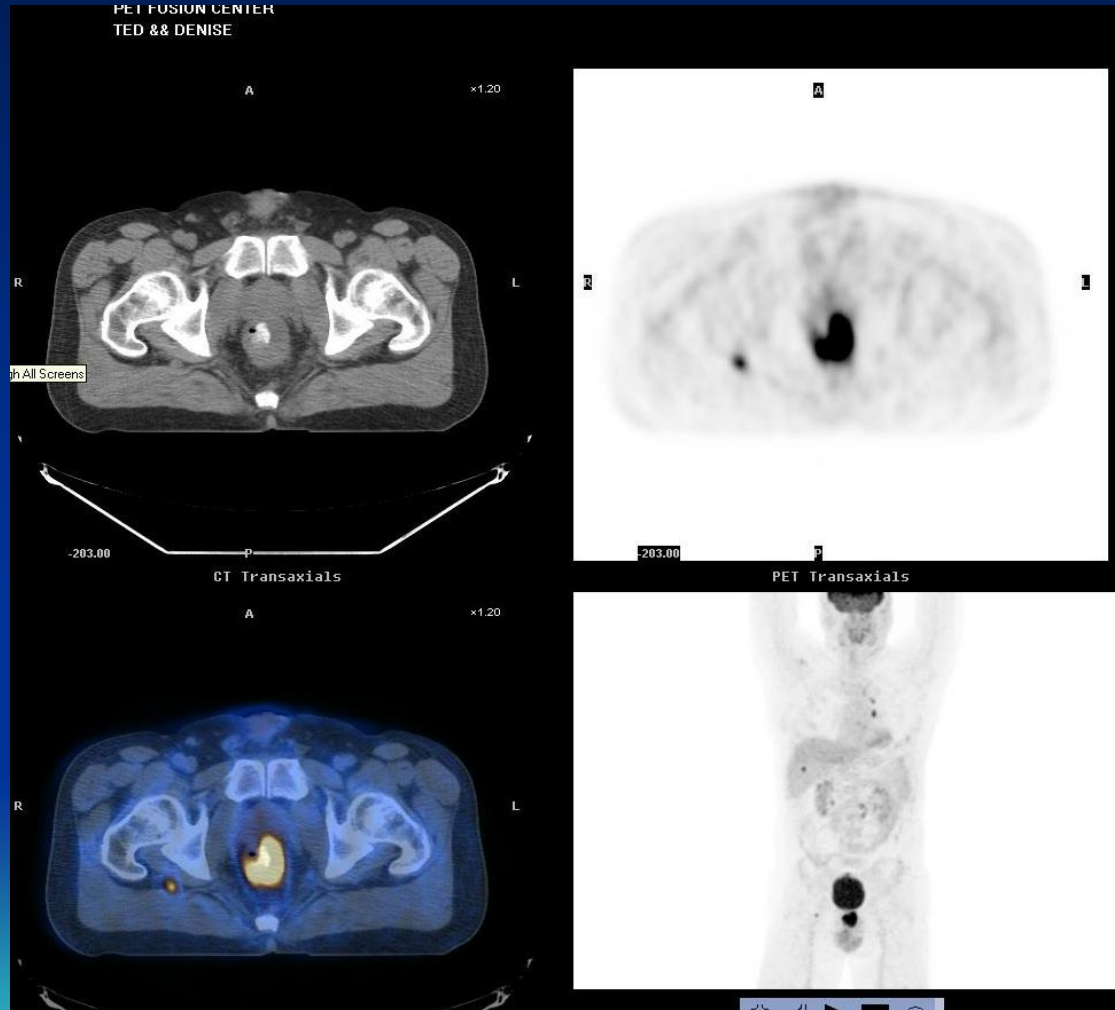 PET FUSION CENTER
TED && DENISE
A
×1.20
A
R
L
R
L
gh All Screens
-203.00
P
-203.00
P
CT Transaxials
PET Transaxials
A
×1.20
R
L